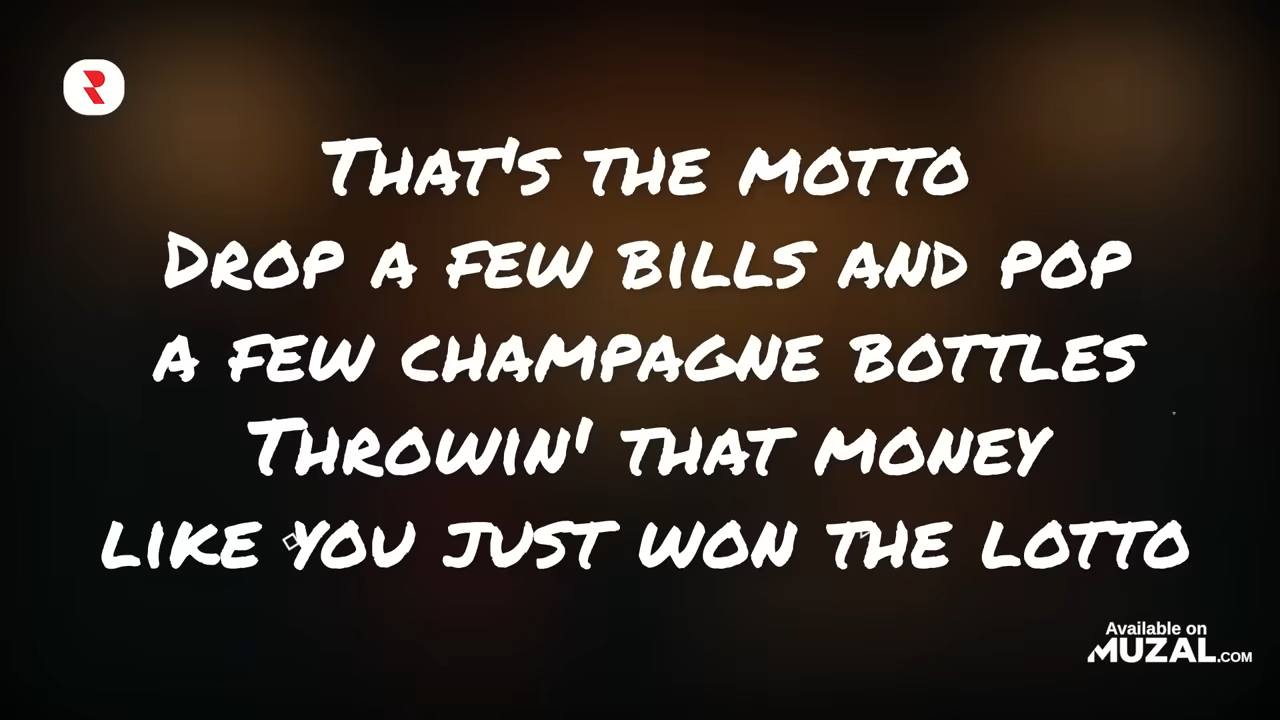 That's the motto
Drop a few bills and pop
a few champagne bottles
Throwin' that money
like you just won the lotto
Available on
MUZAL.COM